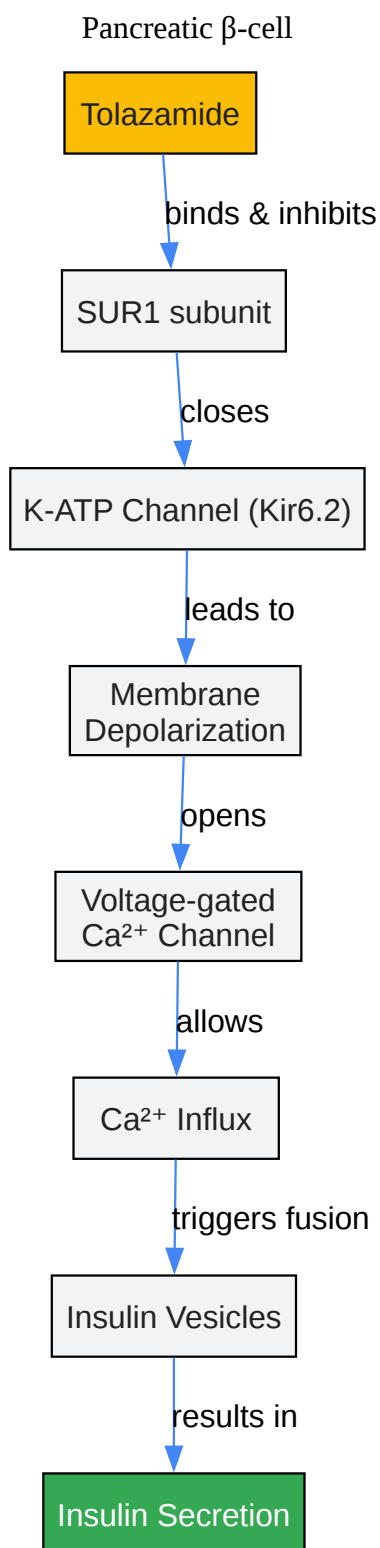 Pancreatic β-cell
Tolazamide
binds & inhibits
SUR1 subunit
closes
K-ATP Channel (Kir6.2)
leads to
Membrane
Depolarization
opens
Voltage-gated
Ca²⁺ Channel
allows
Ca²⁺ Influx
triggers fusion
Insulin Vesicles
results in
Insulin Secretion